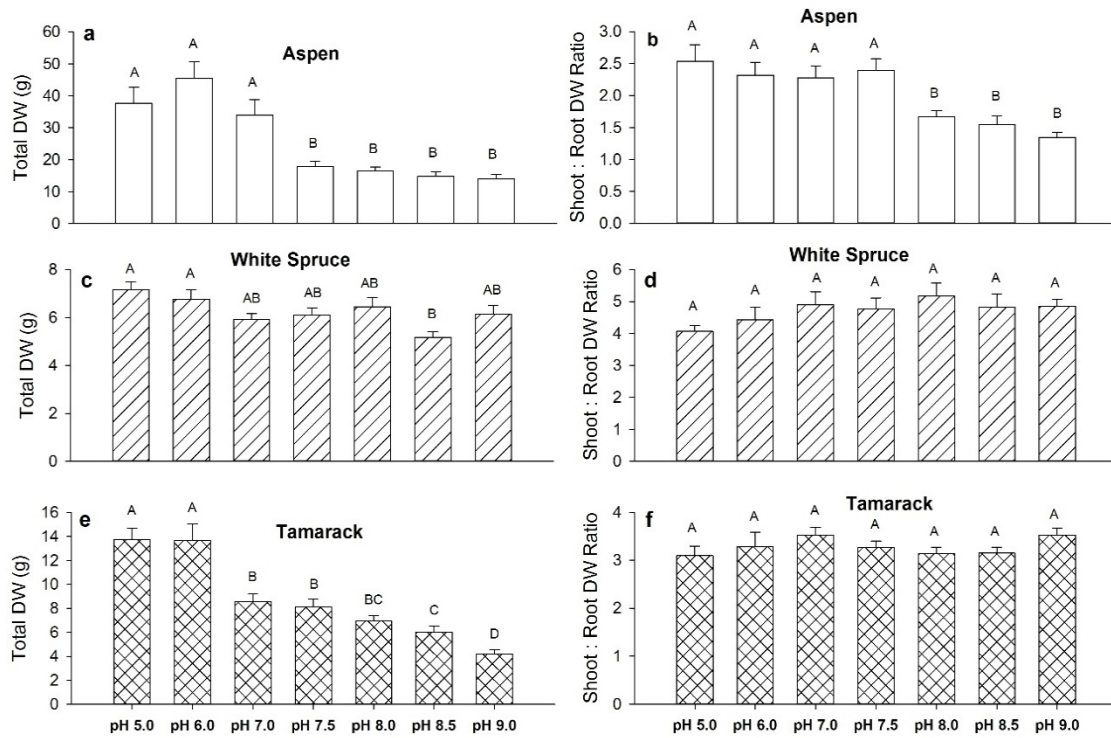 a
Aspen
Total DW (g)
60
50
40
30
20
10
0
A
A
A
B
B
B
B
b
Aspen
Shoot : Root DW Ratio
3.0
2.5
2.0
1.5
1.0
0.5
0.0
A
A
A
A
B
B
B
c
White Spruce
Total DW (g)
8
6
4
2
0
A
A
AB
AB
AB
B
AB
d
White Spruce
Shoot : Root DW Ratio
6
5
4
3
2
1
0
A
A
A
A
A
A
A
e
Tamarack
Total DW (g)
16
14
12
10
8
6
4
2
0
A
A
B
B
BC
C
D
pH 5.0 pH 6.0 pH 7.0 pH 7.5 pH 8.0 pH 8.5 pH 9.0
f
Tamarack
Shoot : Root DW Ratio
4
3
2
1
0
A
A
A
A
A
A
A
pH 5.0 pH 6.0 pH 7.0 pH 7.5 pH 8.0 pH 8.5 pH 9.0